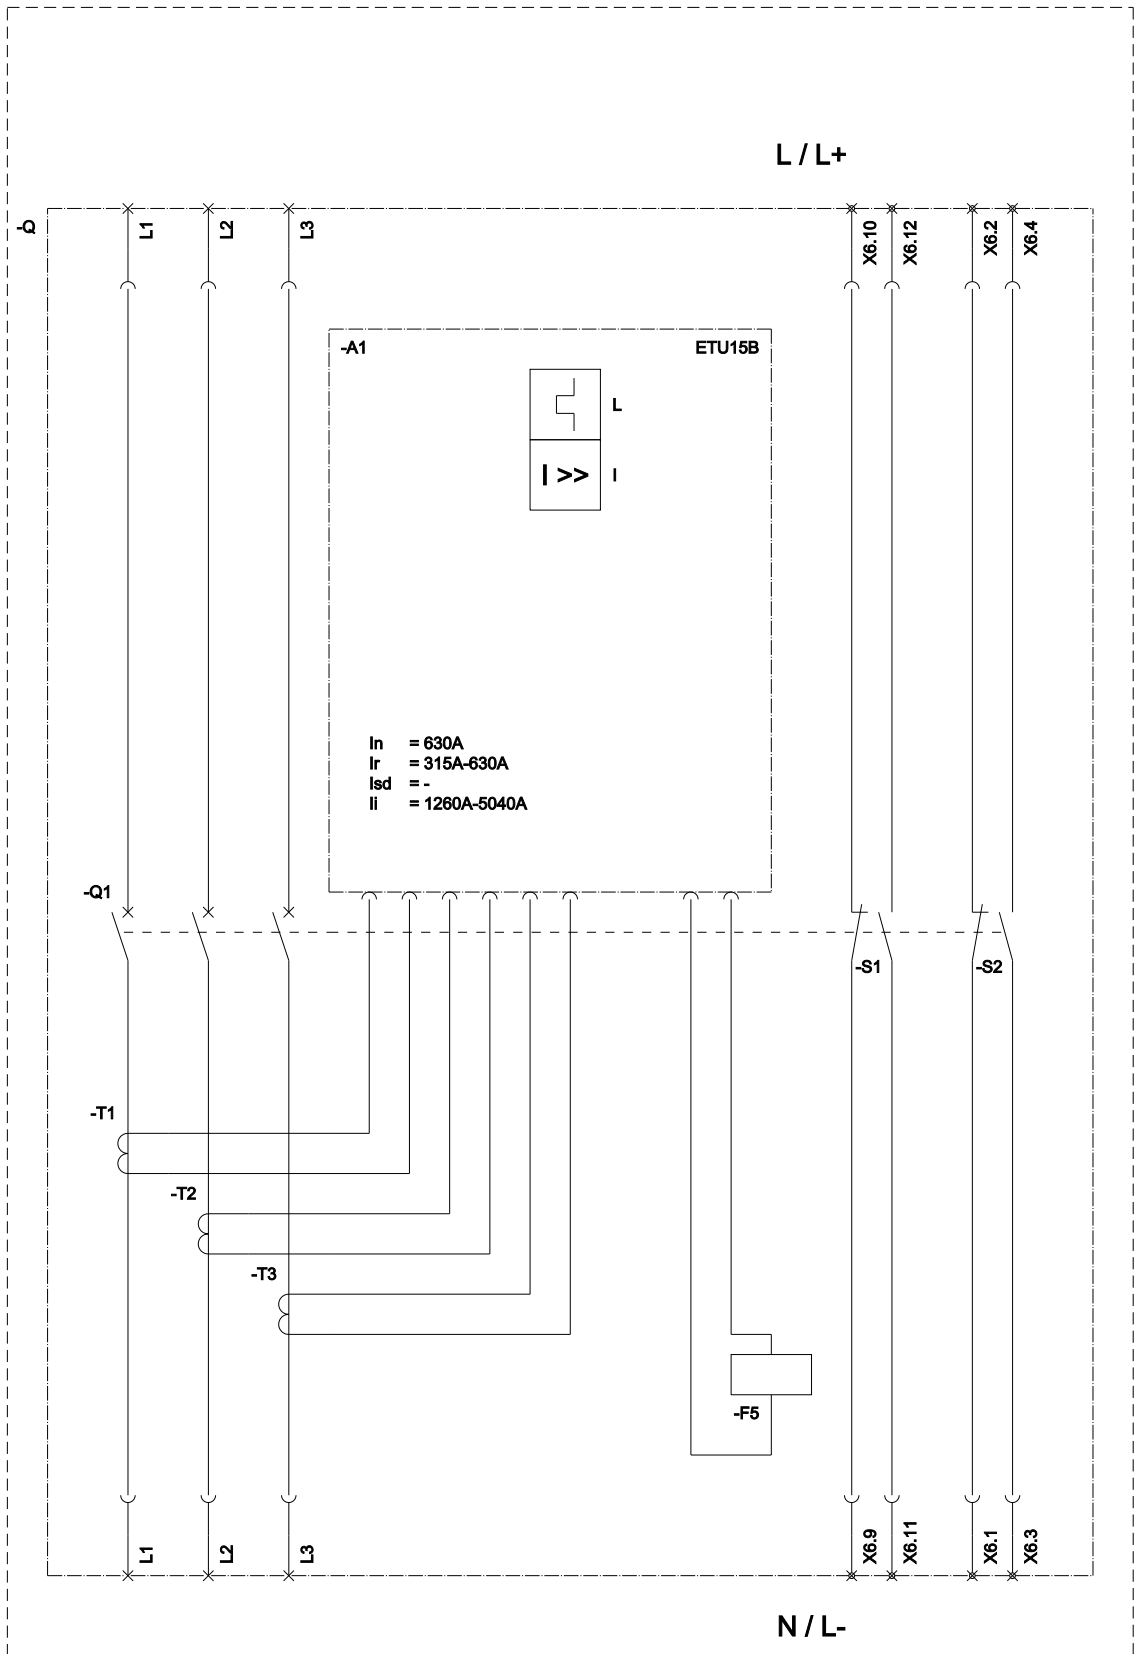 L / L+
-Q
L1
L2
L3
X6.10
X6.12
X6.2
X6.4
-A1
ETU15B
L
I >>
I
In = 630A
Ir = 315A-630A
Isd = -
Ii = 1260A-5040A
-Q1
-S1
-S2
-T1
-T2
-T3
-F5
L1
L2
L3
X6.9
X6.11
X6.1
X6.3
N / L-